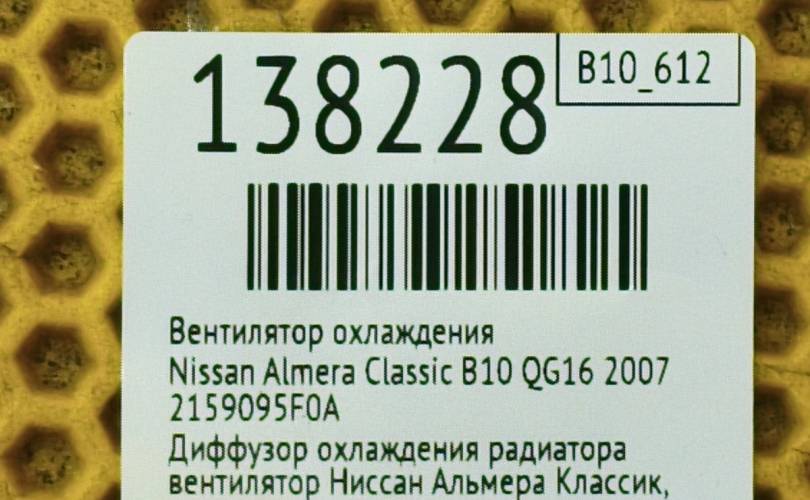 138228
B10_612
Вентилятор охлаждения
Nissan Almera Classic B10 QG16 2007
2159095F0A
Диффузор охлаждения радиатора
вентилятор Ниссан Альмера Классик,